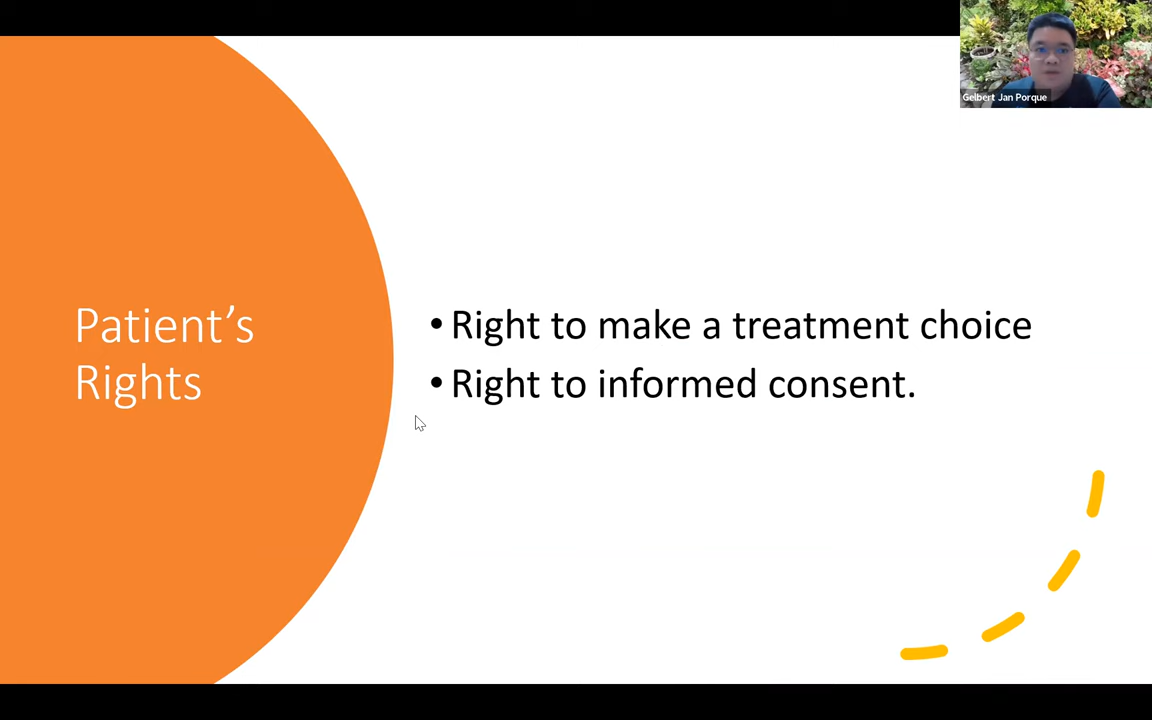 Gelbert Jan Porque
Patient’s
Rights
• Right to make a treatment choice
• Right to informed consent.